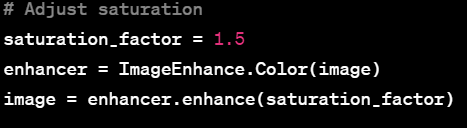 # Adjust saturation
saturation_factor = 1.5
enhancer = ImageEnhance.Color(image)
image = enhancer.enhance(saturation_factor)